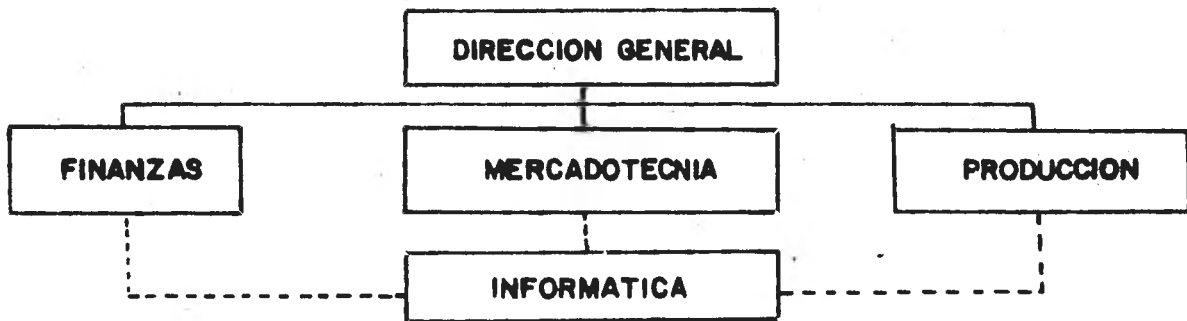 DIRECCION GENERAL
FINANZAS
MERCADOTECNIA
PRODUCCION
INFORMATICA